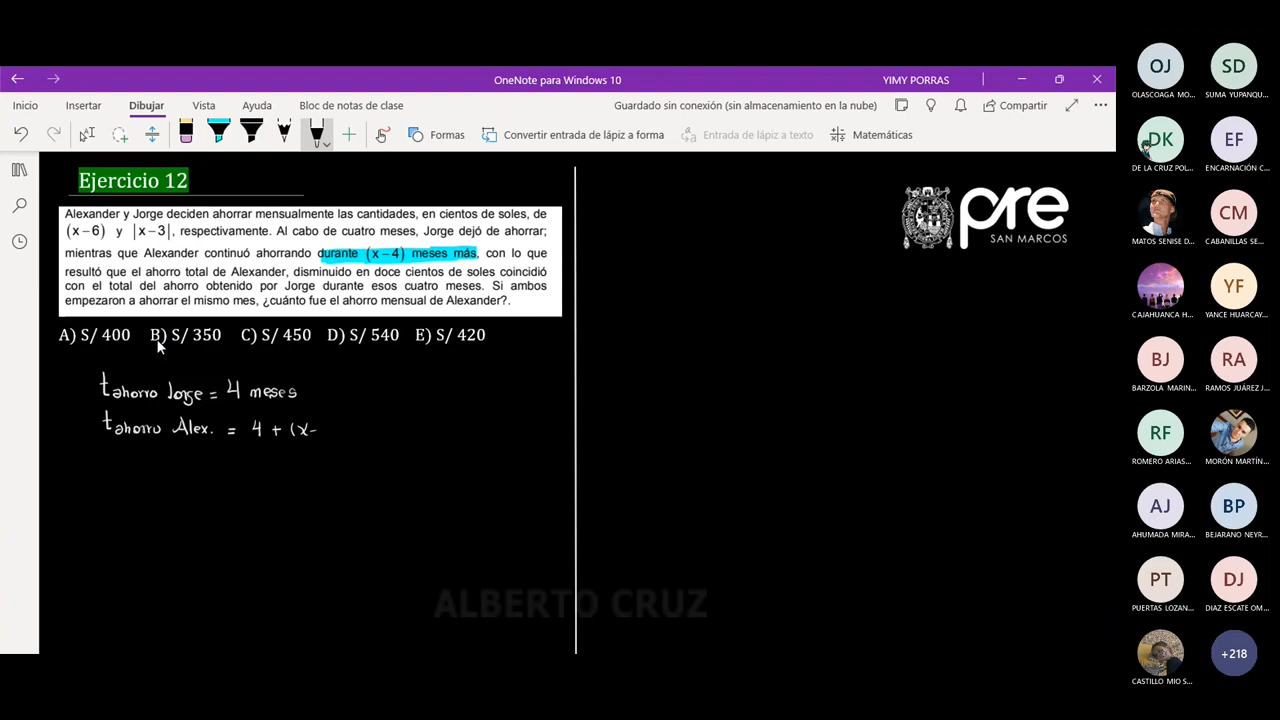 OneNote para Windows 10
YIMY PORRAS
Inicio Insertar Dibujar Vista Ayuda Bloc de notas de clase
Guardado sin conexión (sin almacenamiento en la nube)
Compartir
Formas
Convertir entrada de lápiz a forma
Entrada de lápiz a texto
Matemáticas
Ejercicio 12
Alexander y Jorge deciden ahorrar mensualmente las cantidades, en cientos de soles, de
(x−6) y |x−3|, respectivamente. Al cabo de cuatro meses, Jorge dejó de ahorrar;
mientras que Alexander continuó ahorrando durante (x−4) meses más, con lo que
resultó que el ahorro total de Alexander, disminuido en doce cientos de soles coincidió
con el total del ahorro obtenido por Jorge durante esos cuatro meses. Si ambos
empezaron a ahorrar el mismo mes, ¿cuánto fue el ahorro mensual de Alexander?.
A) S/ 400 B) S/ 350 C) S/ 450 D) S/ 540 E) S/ 420
t ahorro Jorge = 4 meses
t ahorro Alex. = 4 + (x-
pre
SAN MARCOS
ALBERTO CRUZ
OJ SD
OLASCOAGA MO... SUMA YUPANQU...
DK EF
DE LA CRUZ POL... ENCARNACIÓN C...
CM
MATOS SENISE D... CABANILLAS SE...
YF
CAJAHUANCA H... YANCE HUARCAY...
BJ RA
BARZOLA MARIN... RAMOS JUÁREZ J...
RF
ROMERO ARIAS... MORÓN MARTÍN...
AJ BP
AHUMADA MIRA... BEJARANO NEYR...
PT DJ
PUERTAS LOZAN... DIAZ ESCATE OM...
+218
CASTILLO MIO S...